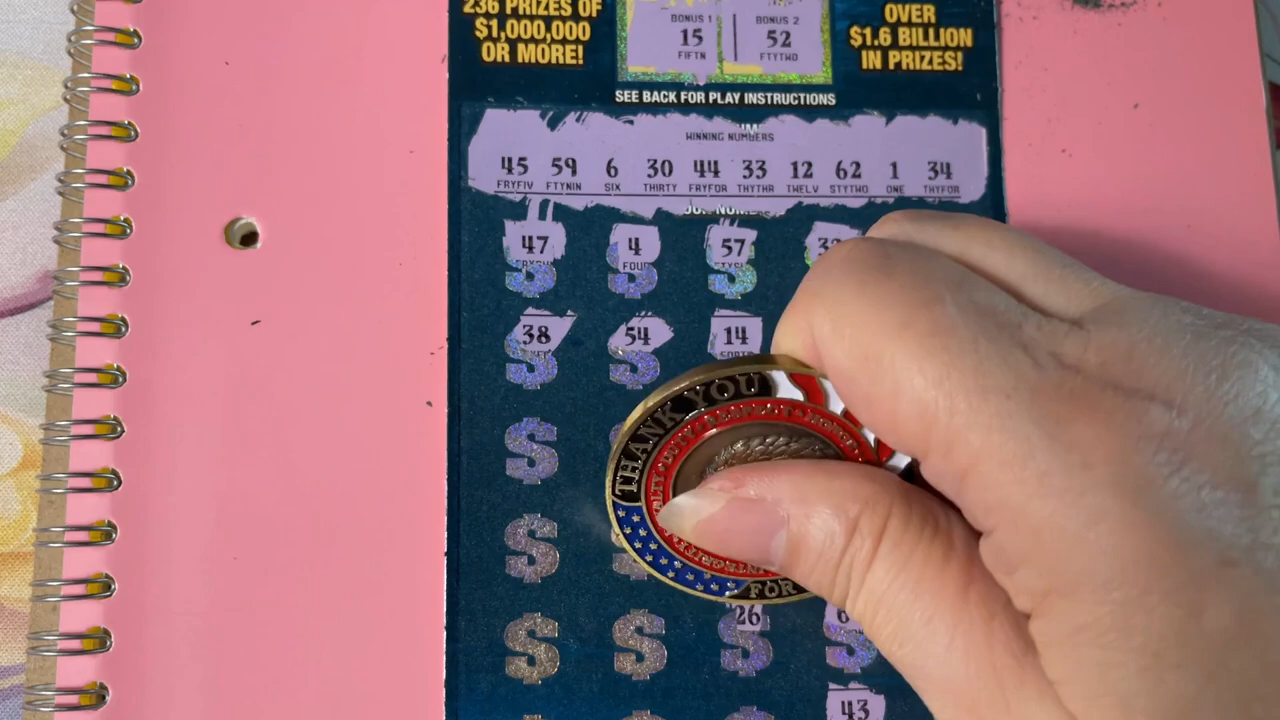 236 PRIZES OF
$1,000,000
OR MORE!
BONUS 1
15
FIFTN
BONUS 2
52
FTYTWO
OVER
$1.6 BILLION
IN PRIZES!
SEE BACK FOR PLAY INSTRUCTIONS
WINNING NUMBERS
45 59 6 30 44 33 12 62 1 34
FRYFIV FTYNIN SIX THIRTY FRYFOR THYTHR TWELV STYTWO ONE THYFOR
47 4 57
FOUR
38 54 14
THANK YOU
FOR
26
43